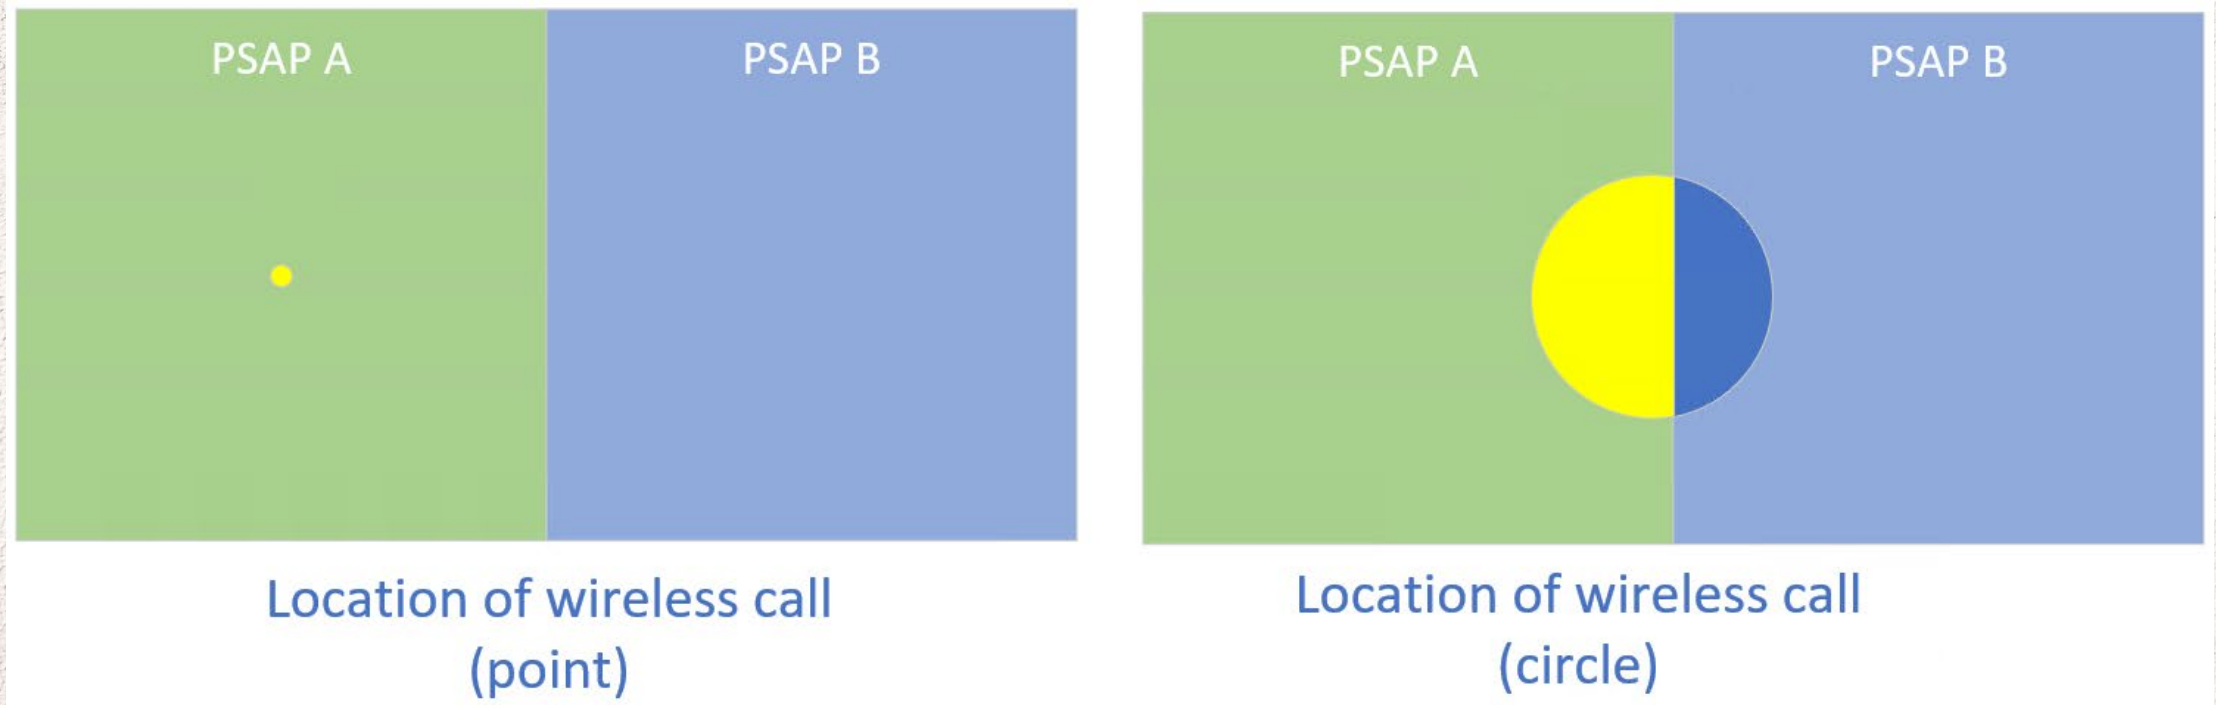 PSAP A
PSAP B
Location of wireless call
(point)
PSAP A
PSAP B
Location of wireless call
(circle)